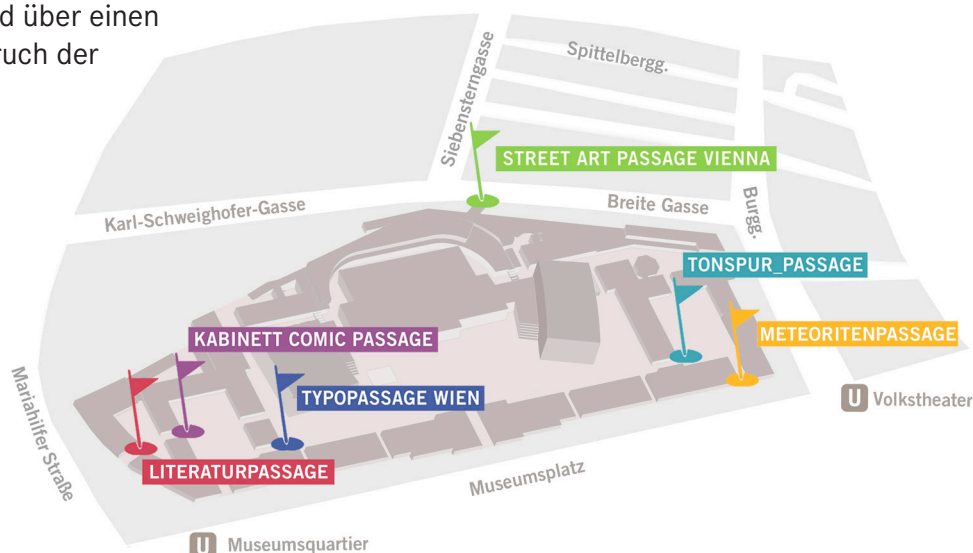 d über einen
ruch der
Spittelbergg.
Siebensterngasse
STREET ART PASSAGE VIENNA
Karl-Schweighofer-Gasse
Breite Gasse
Burgg.
TONSPUR_PASSAGE
KABINETT COMIC PASSAGE
METEORITENPASSAGE
Mariahilfer Straße
TYPOPASSAGE WIEN
U Volkstheater
LITERATURPASSAGE
Museumsplatz
U Museumsquartier